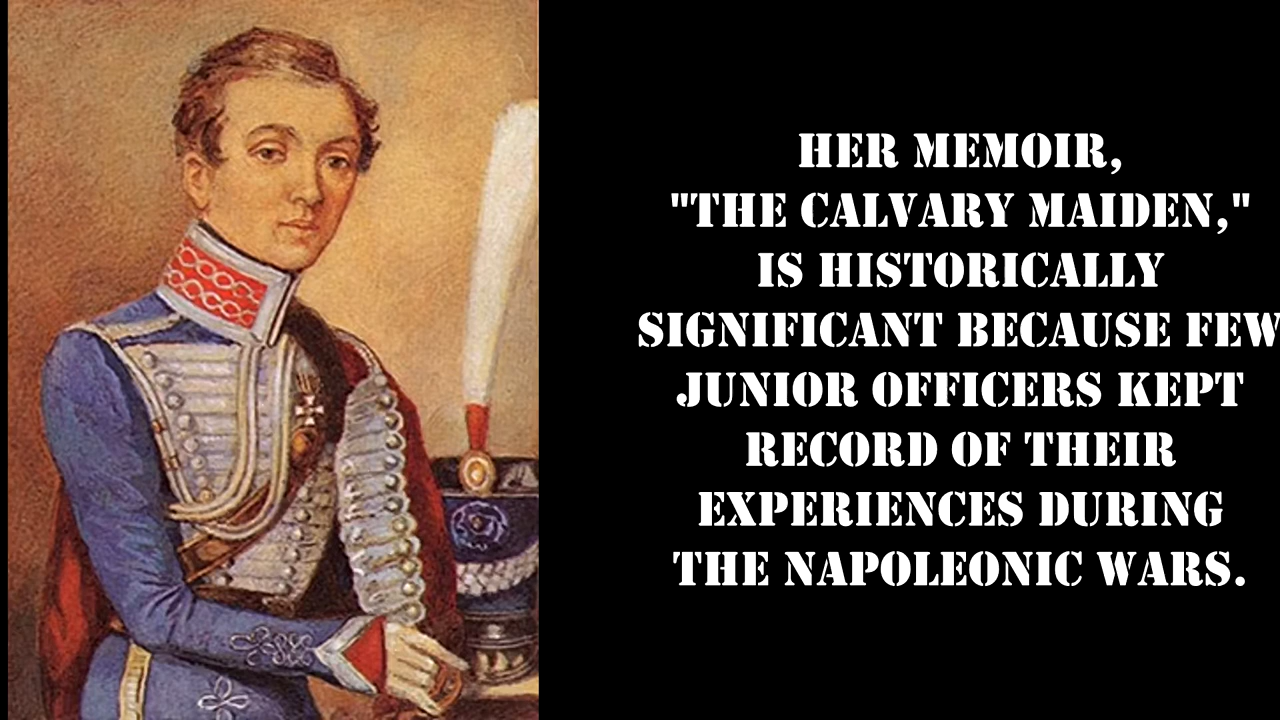 HER MEMOIR,
"THE CALVARY MAIDEN,"
IS HISTORICALLY
SIGNIFICANT BECAUSE FEW
JUNIOR OFFICERS KEPT
RECORD OF THEIR
EXPERIENCES DURING
THE NAPOLEONIC WARS.